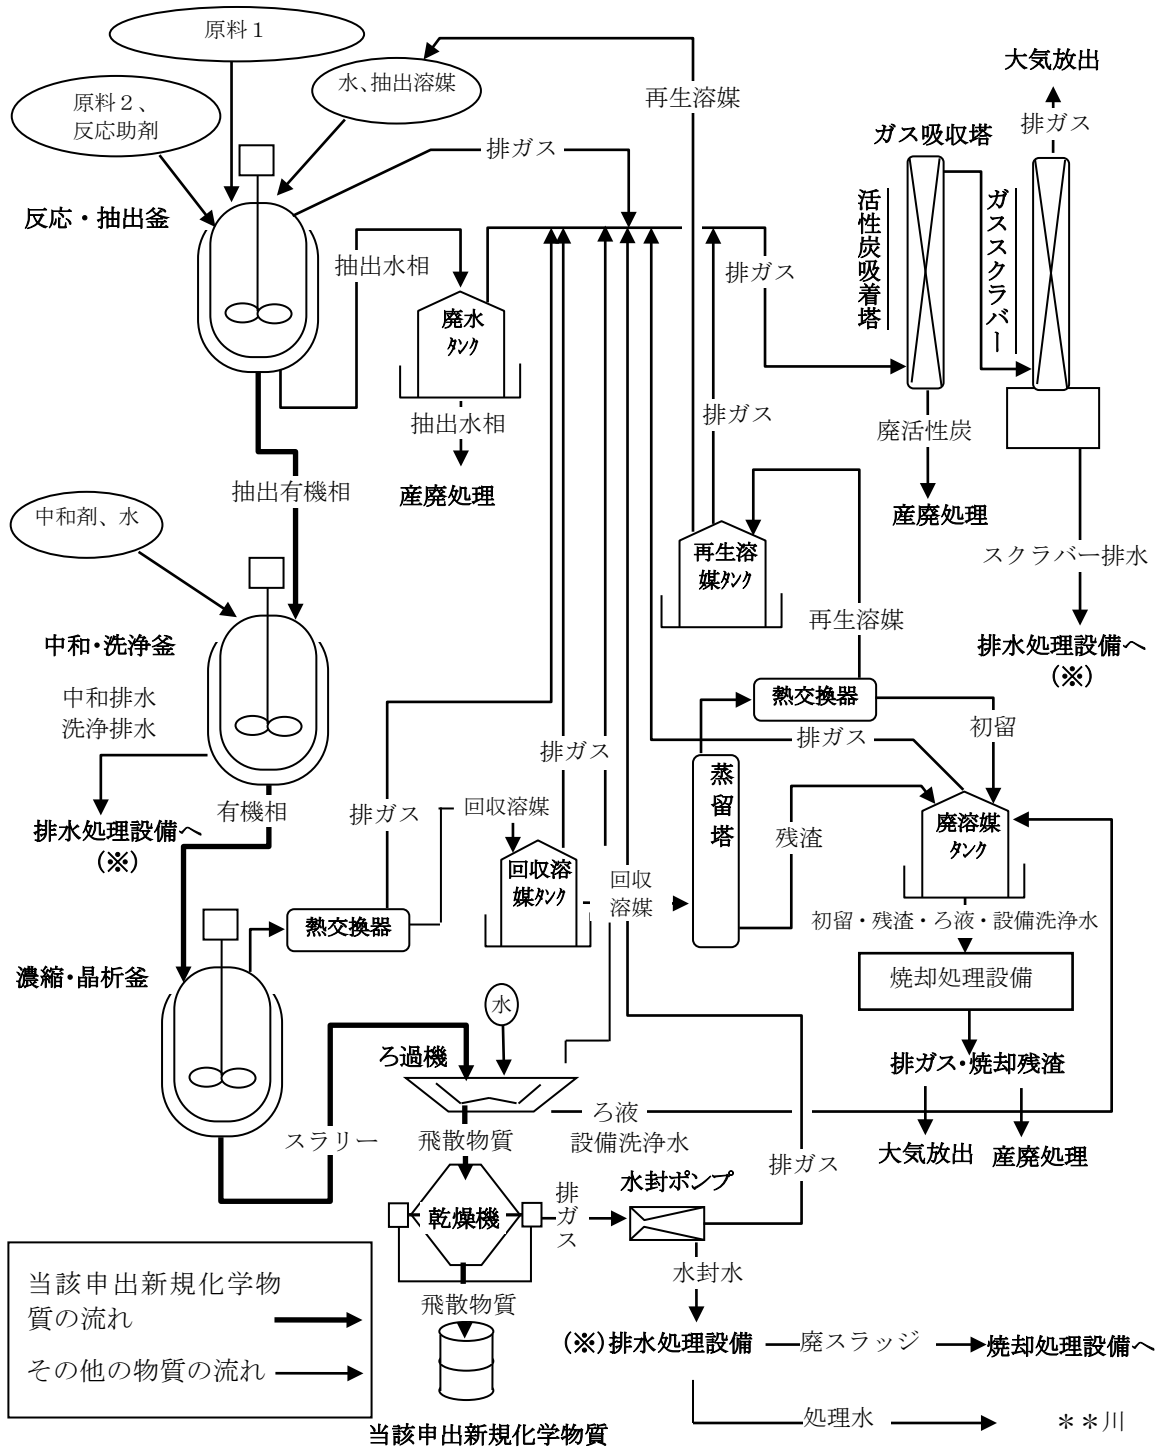 原料１
原料２、
反応助剤
水、抽出溶媒
再生溶媒
大気放出
排ガス
ガス吸収塔
排ガス
反応・抽出釜
活性炭吸着塔
ガススクラバー
抽出水相
排ガス
廃水
ﾀﾝｸ
抽出水相
産廃処理
排ガス
廃活性炭
産廃処理
抽出有機相
中和剤、水
再生溶
媒ﾀﾝｸ
スクラバー排水
再生溶媒
排水処理設備へ
(※)
中和・洗浄釜
中和排水
洗浄排水
熱交換器
初留
排ガス
排ガス
蒸留塔
有機相
排ガス
回収溶媒
排水処理設備へ
(※)
残渣
廃溶媒
ﾀﾝｸ
回収溶
媒ﾀﾝｸ
回収
溶媒
熱交換器
初留・残渣・ろ液・設備洗浄水
濃縮・晶析釜
焼却処理設備
水
ろ過機
排ガス・焼却残渣
ろ液
設備洗浄水
スラリー
飛散物質
大気放出
産廃処理
排ガス
水封ポンプ
排ガス
乾燥機
水封水
当該申出新規化学物
質の流れ
その他の物質の流れ
飛散物質
(※)排水処理設備
廃スラッジ
焼却処理設備へ
処理水
＊＊川
当該申出新規化学物質